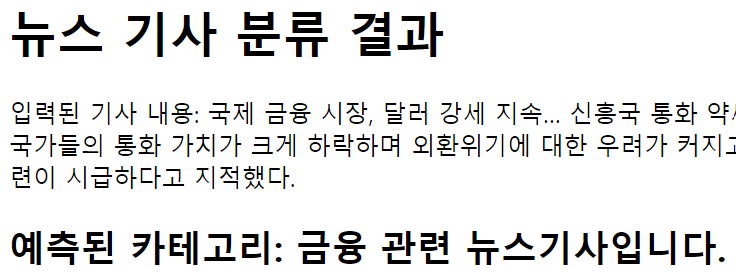 뉴스 기사 분류 결과
입력된 기사 내용: 국제 금융 시장, 달러 강세 지속... 신흥국 통화
국가들의 통화 가치가 크게 하락하며 외환위기에 대한 우려가 커지고
련이 시급하다고 지적했다.
예측된 카테고리: 금융 관련 뉴스기사입니다.